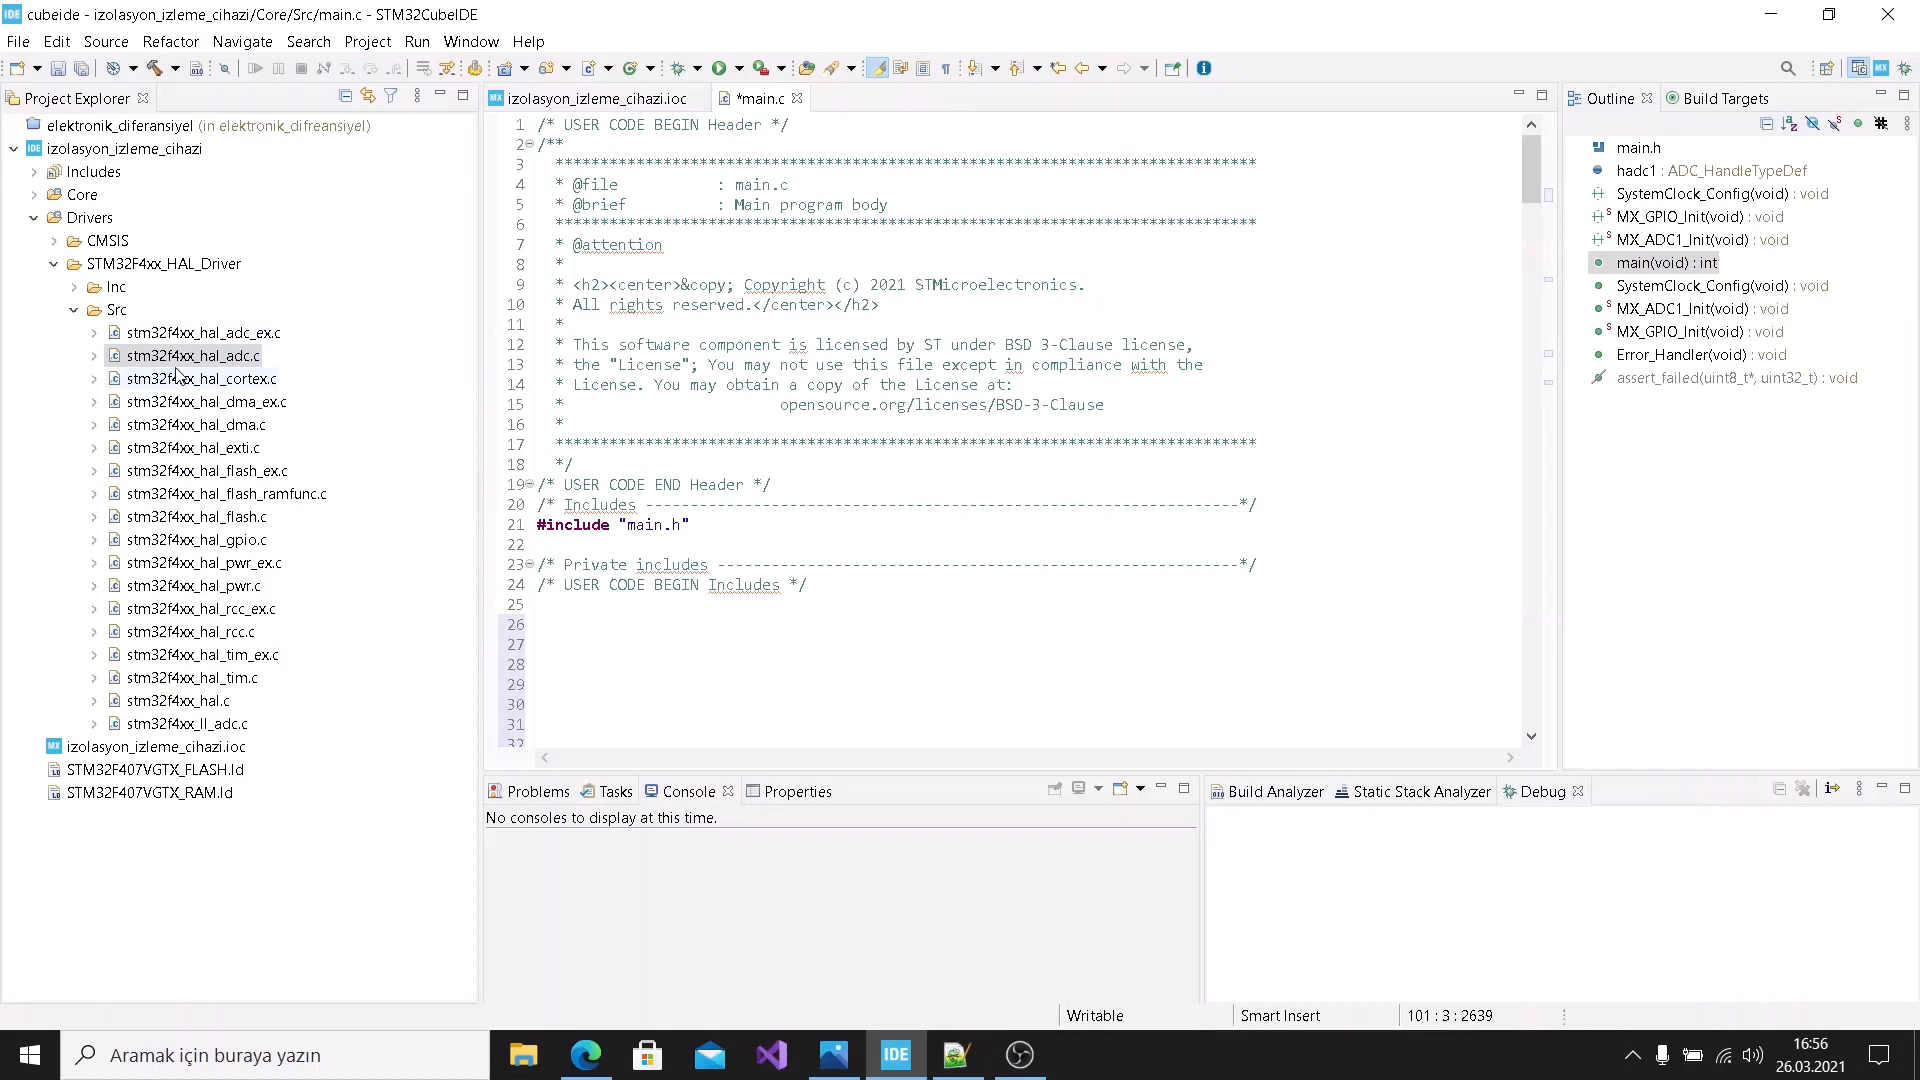 cubeide - izolasyon_izleme_cihazi/Core/Src/main.c - STM32CubeIDE
File Edit Source Refactor Navigate Search Project Run Window Help
Project Explorer
elektronik_diferansiyel (in elektronik_difreansiyel)
izolasyon_izleme_cihazi
Includes
Core
Drivers
CMSIS
STM32F4xx_HAL_Driver
Inc
Src
stm32f4xx_hal_adc_ex.c
stm32f4xx_hal_adc.c
stm32f4xx_hal_cortex.c
stm32f4xx_hal_dma_ex.c
stm32f4xx_hal_dma.c
stm32f4xx_hal_exti.c
stm32f4xx_hal_flash_ex.c
stm32f4xx_hal_flash_ramfunc.c
stm32f4xx_hal_flash.c
stm32f4xx_hal_gpio.c
stm32f4xx_hal_pwr_ex.c
stm32f4xx_hal_pwr.c
stm32f4xx_hal_rcc_ex.c
stm32f4xx_hal_rcc.c
stm32f4xx_hal_tim_ex.c
stm32f4xx_hal_tim.c
stm32f4xx_hal.c
stm32f4xx_ll_adc.c
izolasyon_izleme_cihazi.ioc
STM32F407VGTX_FLASH.ld
STM32F407VGTX_RAM.ld
izolasyon_izleme_cihazi.ioc *main.c
1 /* USER CODE BEGIN Header */
2 /**
3 ******************************************************************************
4 * @file : main.c
5 * @brief : Main program body
6 ******************************************************************************
7 * @attention
8 *
9 * <h2><center>&copy; Copyright (c) 2021 STMicroelectronics.
10 * All rights reserved.</center></h2>
11 *
12 * This software component is licensed by ST under BSD 3-Clause license,
13 * the "License"; You may not use this file except in compliance with the
14 * License. You may obtain a copy of the License at:
15 * opensource.org/licenses/BSD-3-Clause
16 *
17 ******************************************************************************
18 */
19 /* USER CODE END Header */
20 /* Includes ------------------------------------------------------------------*/
21 #include "main.h"
22
23 /* Private includes ----------------------------------------------------------*/
24 /* USER CODE BEGIN Includes */
25
26
27
28
29
30
31
32
Outline Build Targets
main.h
hadc1 : ADC_HandleTypeDef
SystemClock_Config(void) : void
MX_GPIO_Init(void) : void
MX_ADC1_Init(void) : void
main(void) : int
SystemClock_Config(void) : void
MX_ADC1_Init(void) : void
MX_GPIO_Init(void) : void
Error_Handler(void) : void
assert_failed(uint8_t*, uint32_t) : void
Problems Tasks Console Properties
No consoles to display at this time.
Build Analyzer Static Stack Analyzer Debug
Writable Smart Insert 101 : 3 : 2639
Aramak için buraya yazın
IDE
16:56
26.03.2021